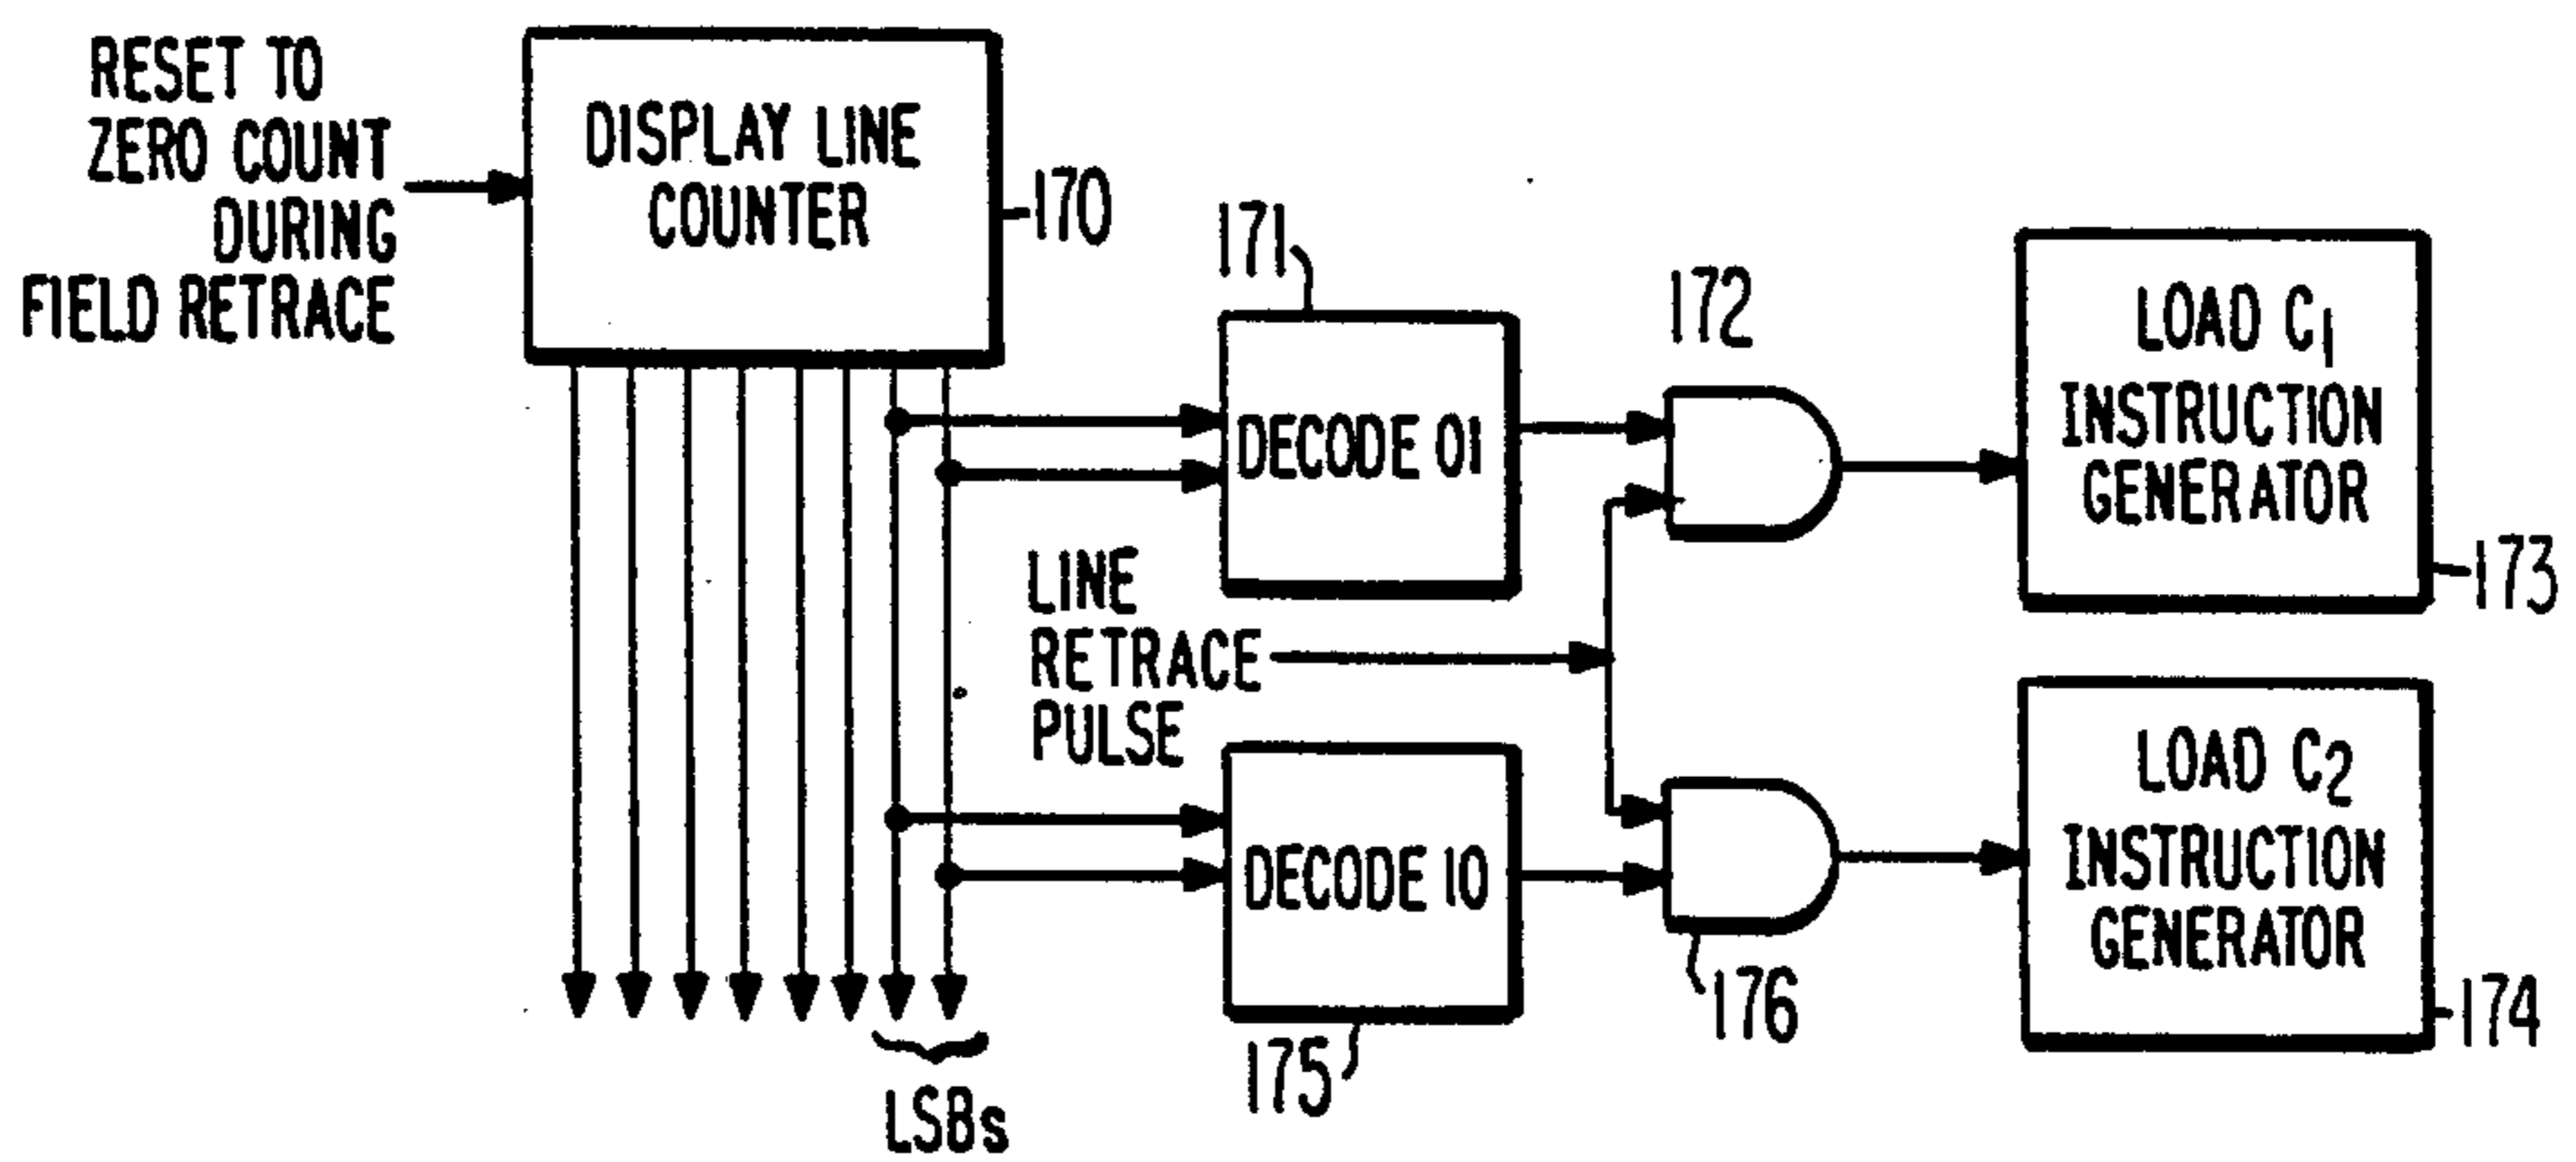 RESET TO
ZERO COUNT
DURING
FIELD RETRACE
DISPLAY LINE
COUNTER
170
171
DECODE 01
172
LOAD C1
INSTRUCTION
GENERATOR
173
LINE
RETRACE
PULSE
DECODE 10
175
176
LOAD C2
INSTRUCTION
GENERATOR
174
LSBs